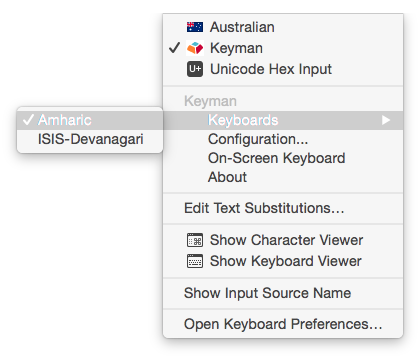 Australian
✓ Keyman
U+ Unicode Hex Input
Keyman
Keyboards
✓ Amharic
ISIS-Devanagari
Configuration...
On-Screen Keyboard
About
Edit Text Substitutions…
Show Character Viewer
Show Keyboard Viewer
Show Input Source Name
Open Keyboard Preferences…